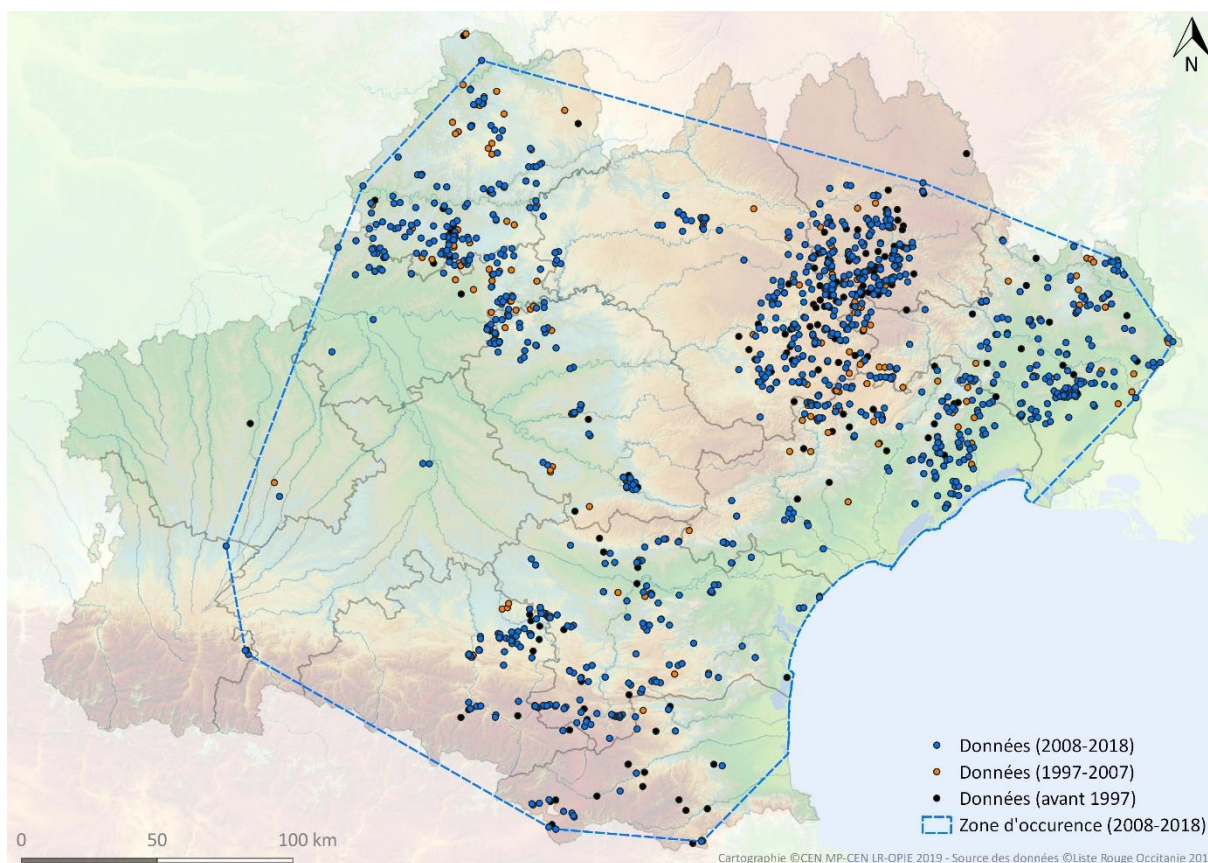 N
Données (2008-2018)
Données (1997-2007)
Données (avant 1997)
Zone d'occurence (2008-2018)
0 50 100 km
Cartographie ©CEN MP-CEN LR-OPIE 2019 - Source des données ©Liste Rouge Occitanie 201